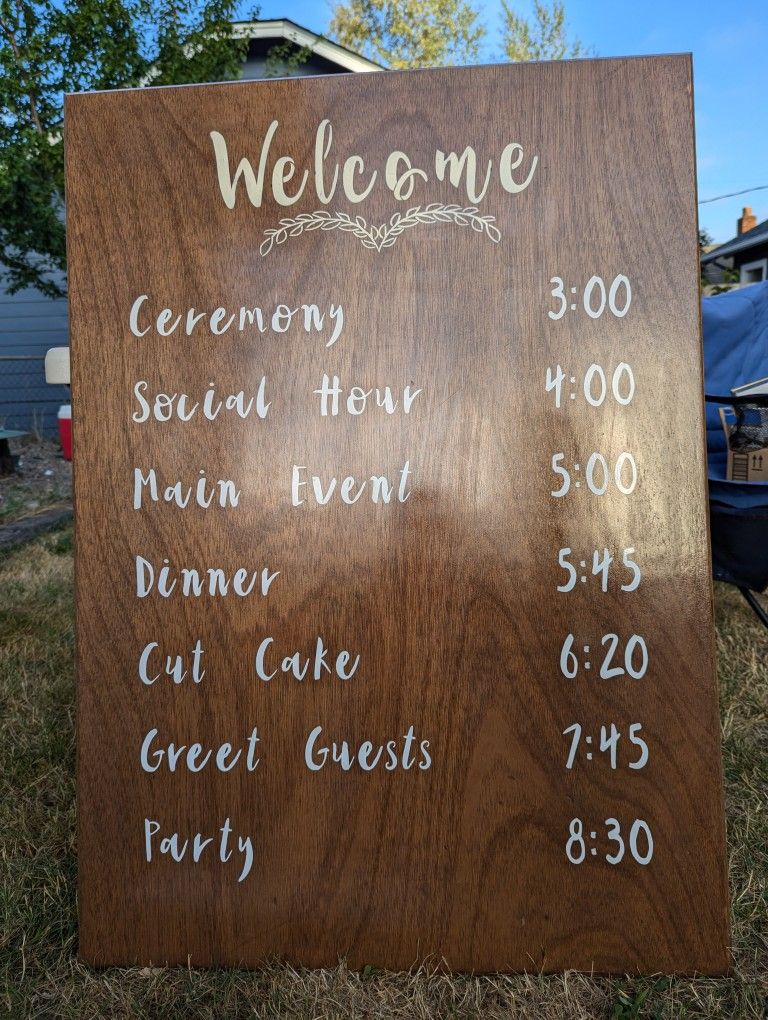 Welcome
Ceremony 3:00
Social Hour 4:00
Main Event 5:00
Dinner 5:45
Cut Cake 6:20
Greet Guests 7:45
Party 8:30